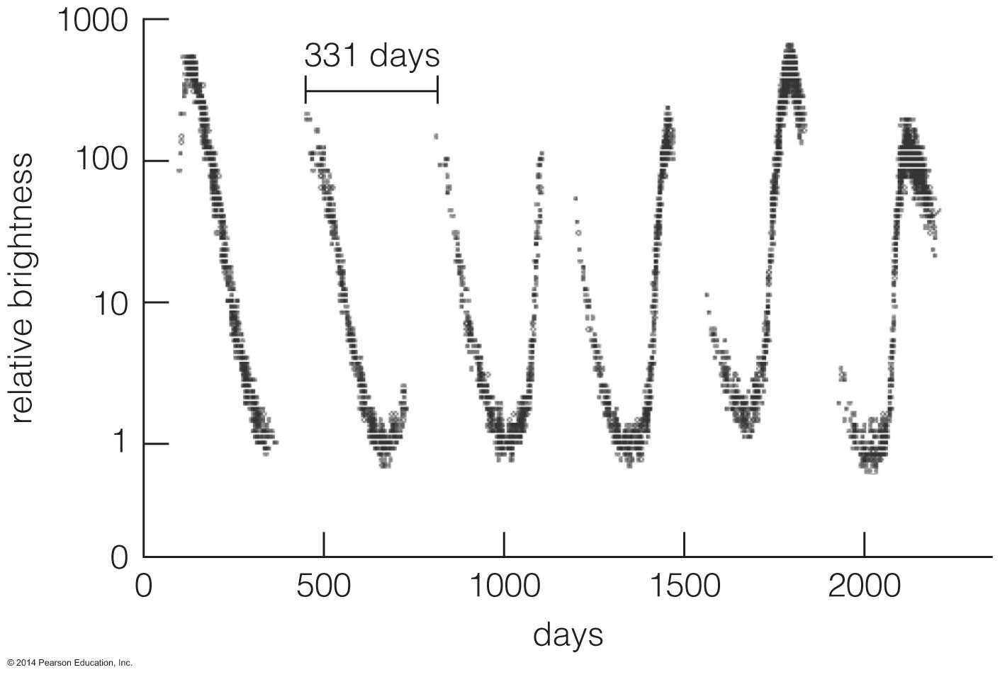 1000
331 days
100
relative brightness
10
1
0
0 500 1000 1500 2000
days
© 2014 Pearson Education, Inc.